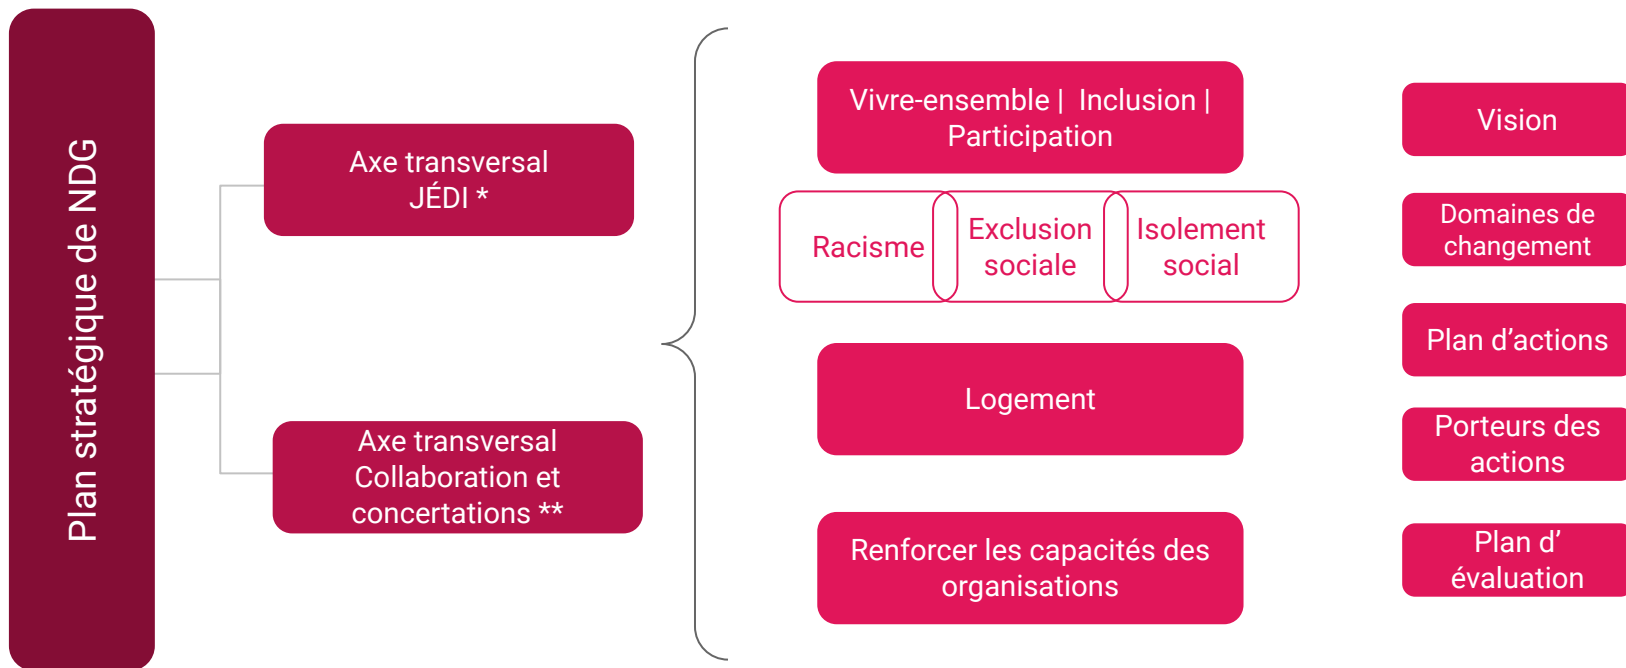 Plan stratégique de NDG
Axe transversal
JÉDI *
Axe transversal
Collaboration et
concertations **
Vivre-ensemble | Inclusion |
Participation
Racisme
Exclusion
sociale
Isolement
social
Logement
Renforcer les capacités des
organisations
Vision
Domaines de
changement
Plan d’actions
Porteurs des
actions
Plan d’
évaluation